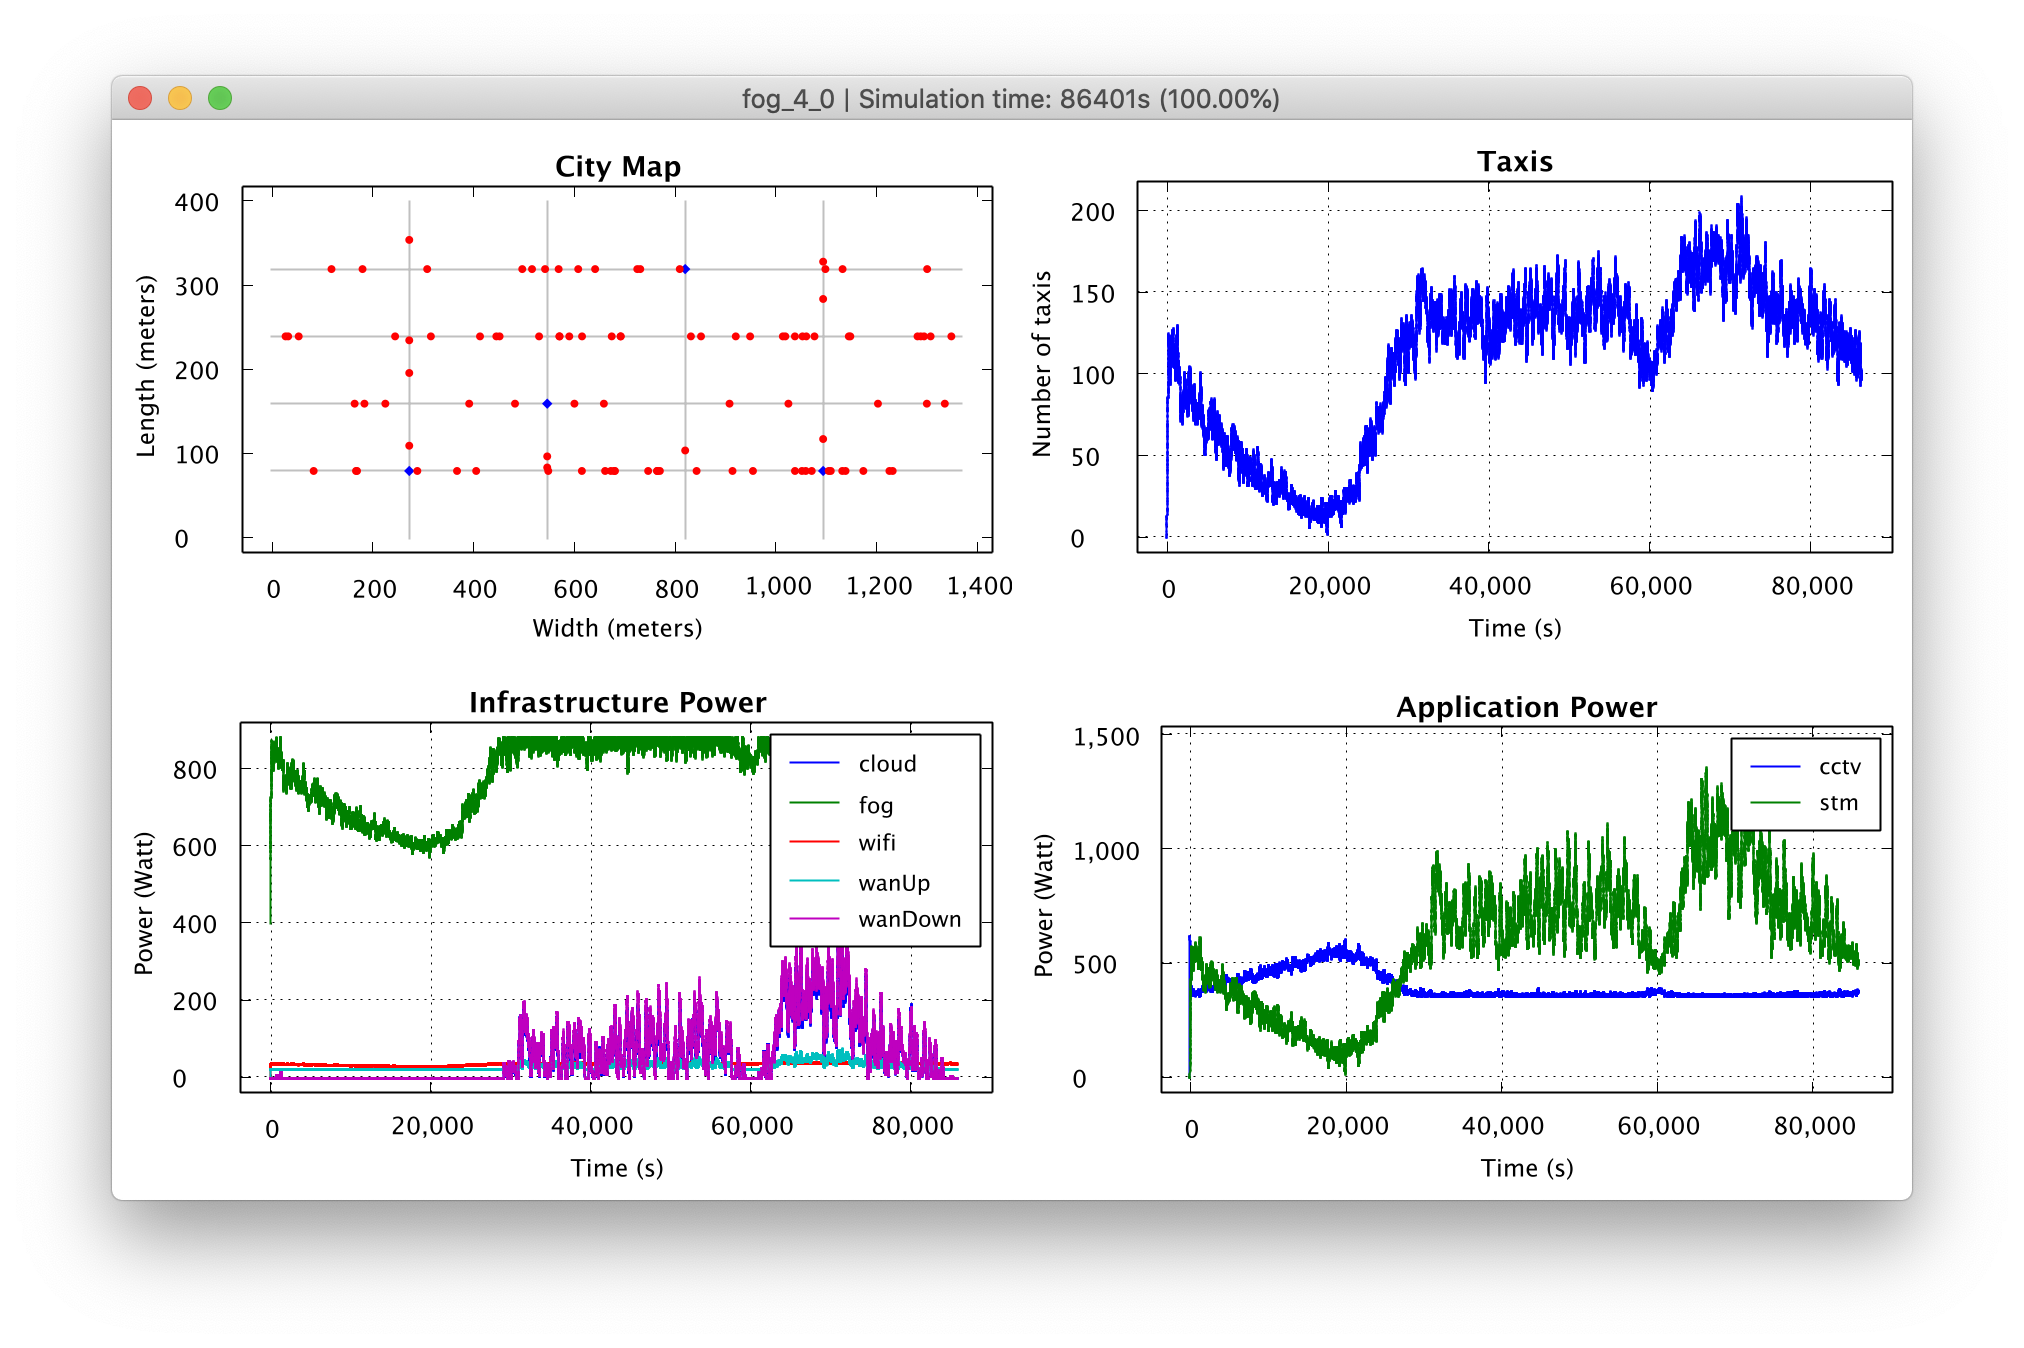 fog_4_0 | Simulation time: 86401s (100.00%)
City Map
400
300
200
100
0
Length (meters)
0 200 400 600 800 1,000 1,200 1,400
Width (meters)
Taxis
200
150
100
50
0
Number of taxis
0 20,000 40,000 60,000 80,000
Time (s)
Infrastructure Power
800
600
400
200
0
Power (Watt)
cloud
fog
wifi
wanUp
wanDown
0 20,000 40,000 60,000 80,000
Time (s)
Application Power
1,500
1,000
500
0
Power (Watt)
cctv
stm
0 20,000 40,000 60,000 80,000
Time (s)